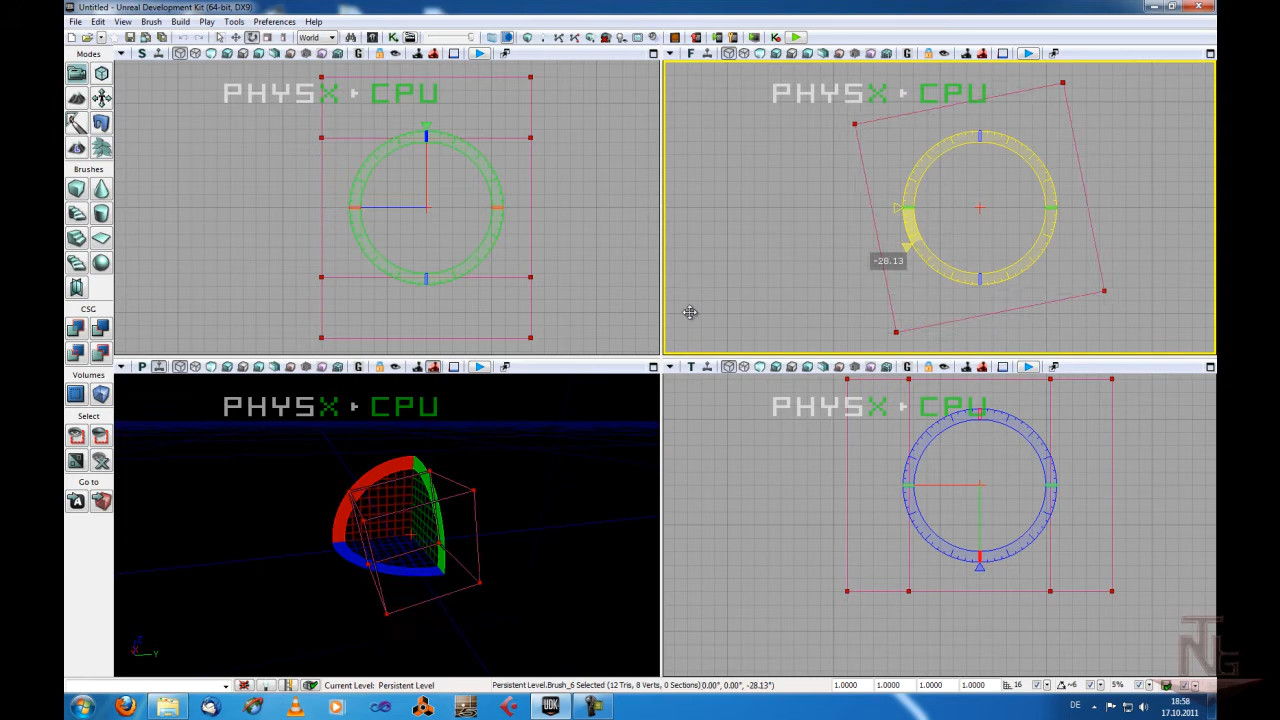 Untitled - Unreal Development Kit (64-bit, DX9)
File Edit View Brush Build Play Tools Preferences Help
World
Modes
S
G
F
G
PHYSX CPU
PHYSX CPU
-28.13
Brushes
CSG
Volumes
Select
Go to
P
G
T
G
PHYSX CPU
PHYSX CPU
Z
X
Y
Current Level: Persistent Level
Persistent Level.Brush_6 Selected (12 Tris, 8 Verts, 0 Sections)
0.00°, 0.00°, -28.13°
1.0000 1.0000 1.0000 1.0000
16
~6
5%
UDK
DE
18:58
17.10.2011